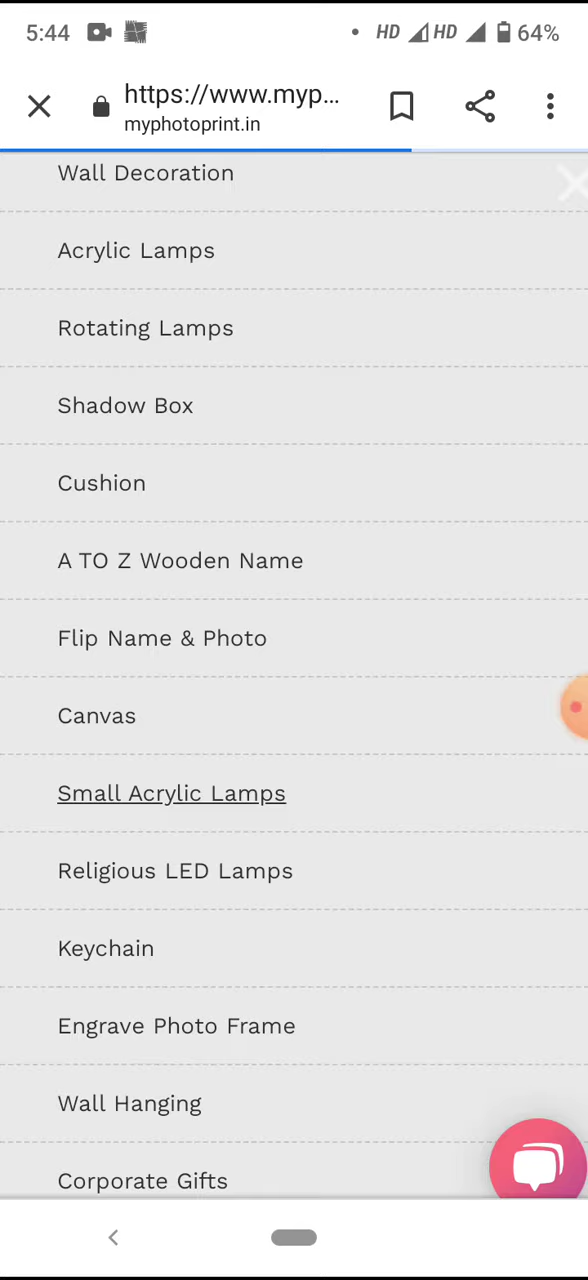 5:44
HD HD 64%
https://www.myp...
myphotoprint.in
Wall Decoration
Acrylic Lamps
Rotating Lamps
Shadow Box
Cushion
A TO Z Wooden Name
Flip Name & Photo
Canvas
Small Acrylic Lamps
Religious LED Lamps
Keychain
Engrave Photo Frame
Wall Hanging
Corporate Gifts